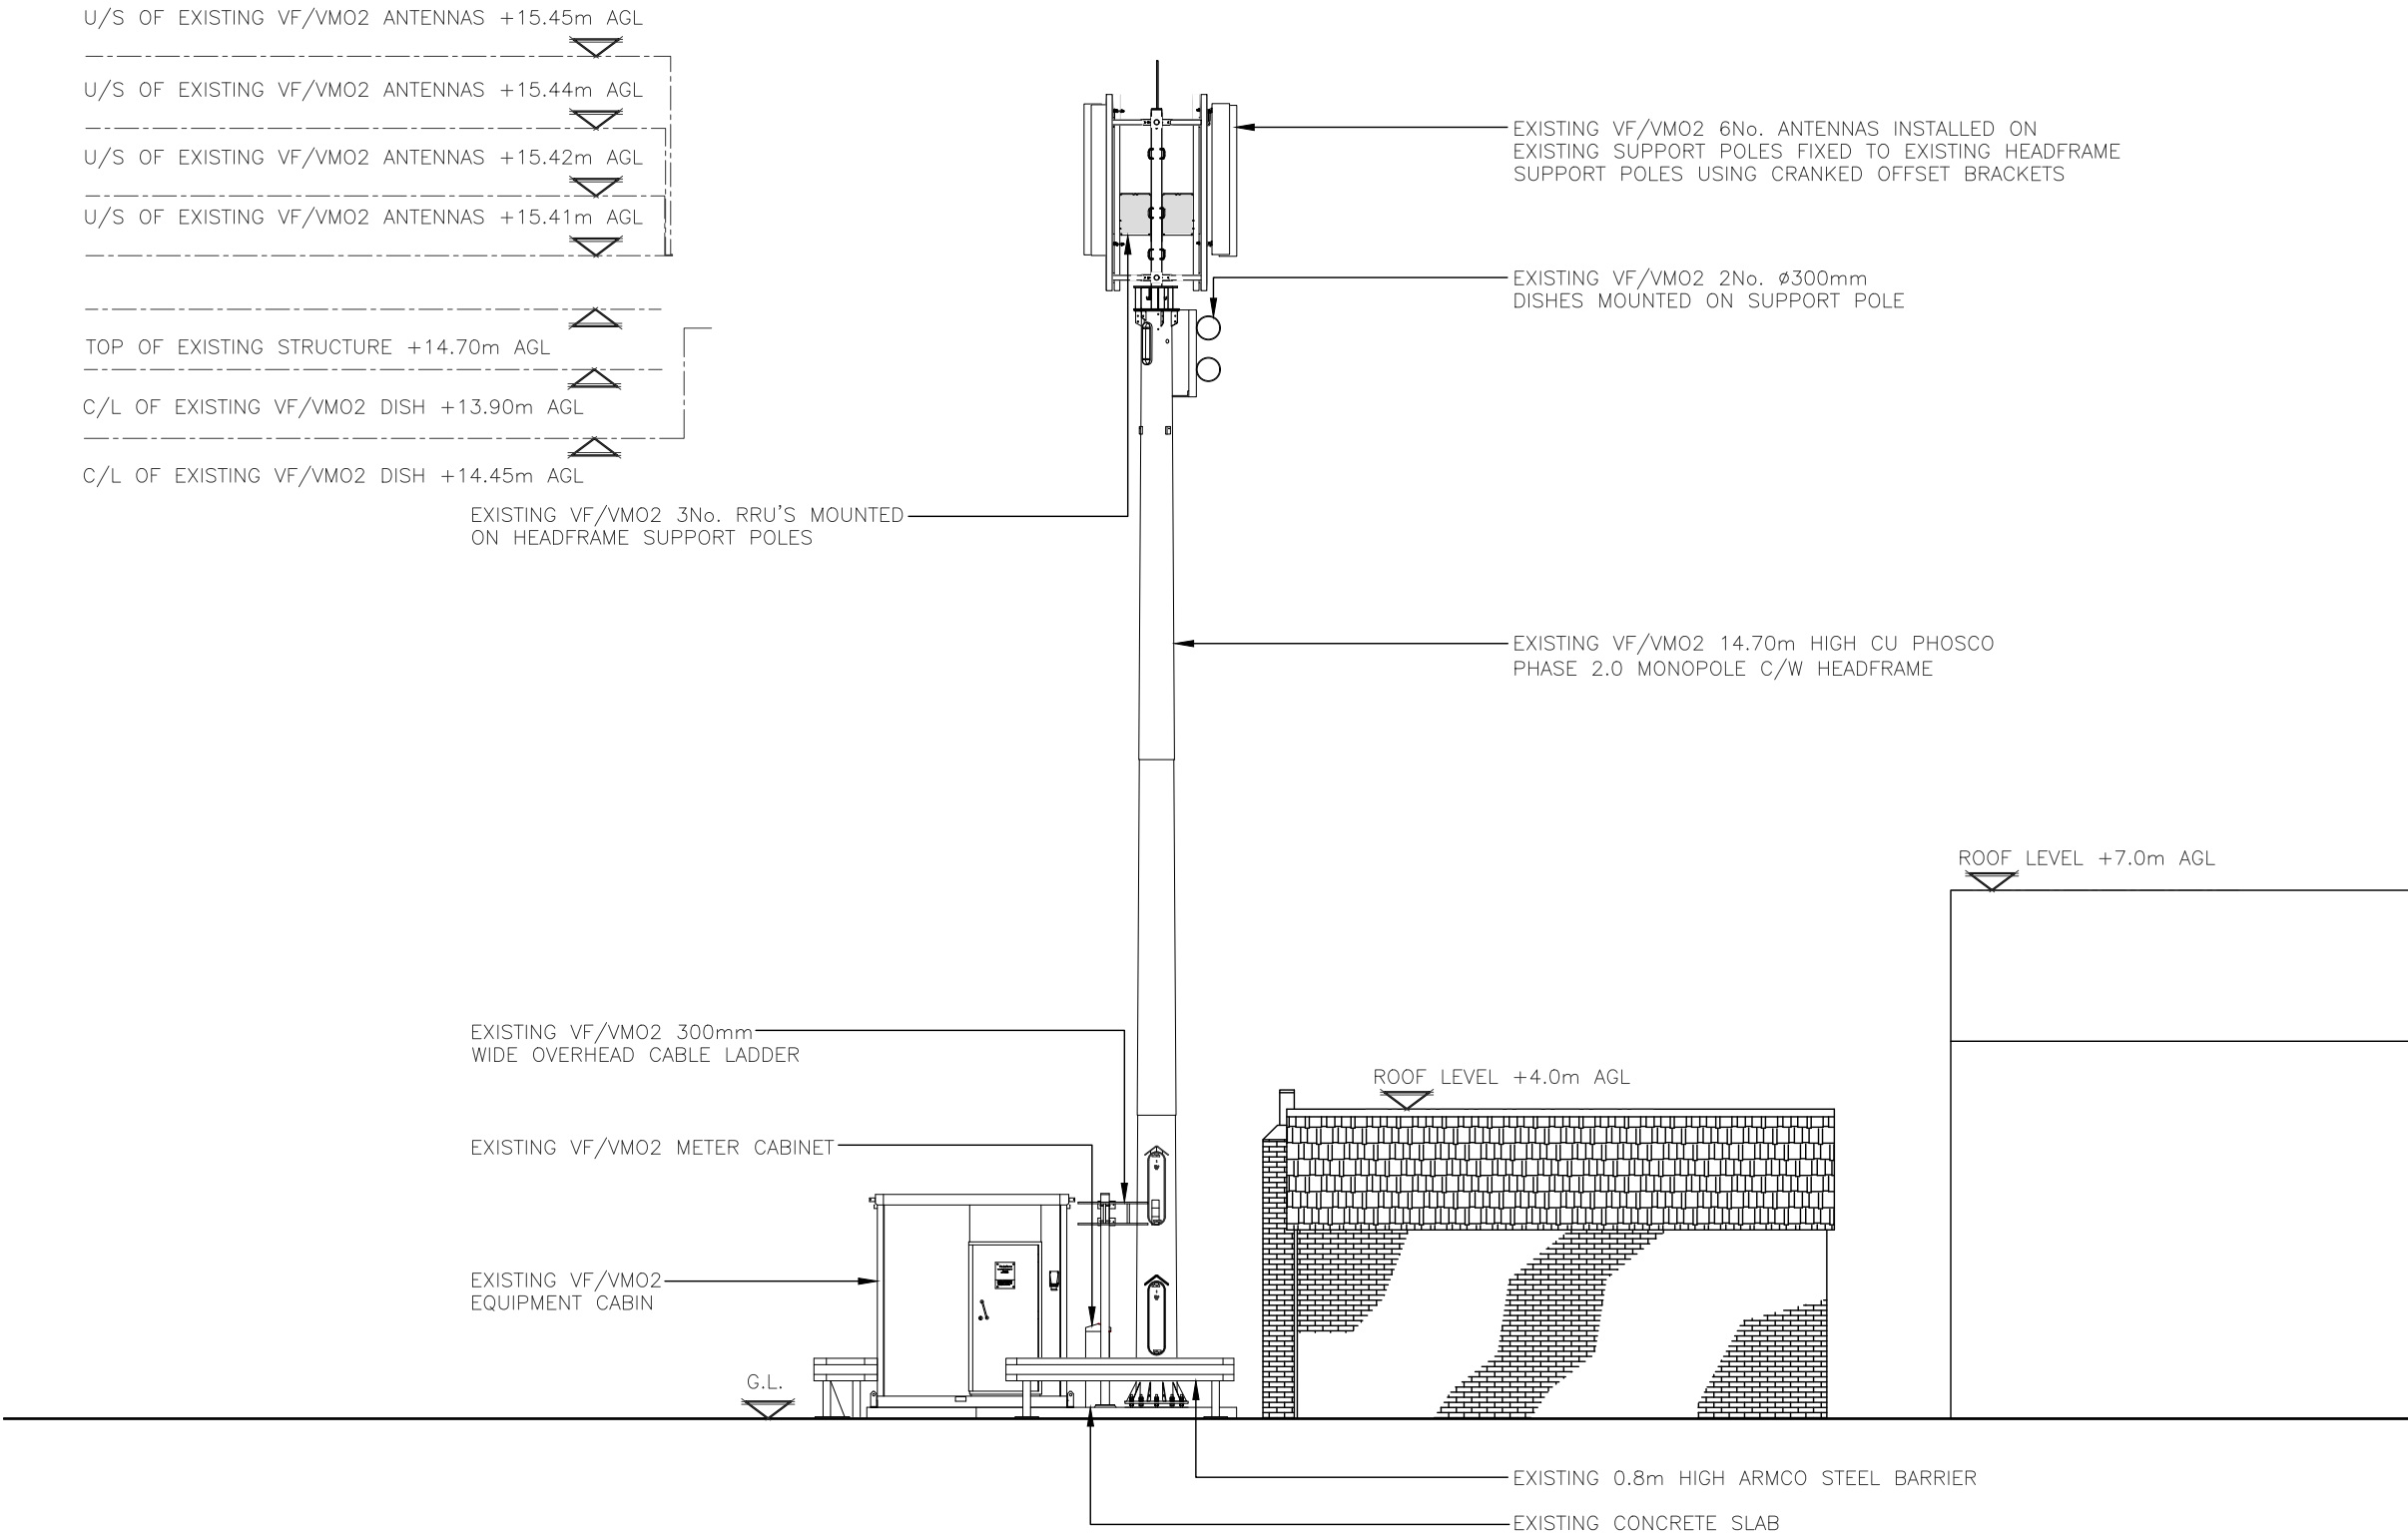 U/S OF EXISTING VF/VMO2 ANTENNAS +15.45m AGL
U/S OF EXISTING VF/VMO2 ANTENNAS +15.44m AGL
U/S OF EXISTING VF/VMO2 ANTENNAS +15.42m AGL
U/S OF EXISTING VF/VMO2 ANTENNAS +15.41m AGL
TOP OF EXISTING STRUCTURE +14.70m AGL
C/L OF EXISTING VF/VMO2 DISH +13.90m AGL
C/L OF EXISTING VF/VMO2 DISH +14.45m AGL
EXISTING VF/VMO2 6No. ANTENNAS INSTALLED ON
EXISTING SUPPORT POLES FIXED TO EXISTING HEADFRAME
SUPPORT POLES USING CRANKED OFFSET BRACKETS
EXISTING VF/VMO2 2No. ø300mm
DISHES MOUNTED ON SUPPORT POLE
EXISTING VF/VMO2 3No. RRU'S MOUNTED
ON HEADFRAME SUPPORT POLES
EXISTING VF/VMO2 14.70m HIGH CU PHOSCO
PHASE 2.0 MONOPOLE C/W HEADFRAME
ROOF LEVEL +7.0m AGL
EXISTING VF/VMO2 300mm
WIDE OVERHEAD CABLE LADDER
ROOF LEVEL +4.0m AGL
EXISTING VF/VMO2 METER CABINET
EXISTING VF/VMO2
EQUIPMENT CABIN
G.L.
EXISTING 0.8m HIGH ARMCO STEEL BARRIER
EXISTING CONCRETE SLAB